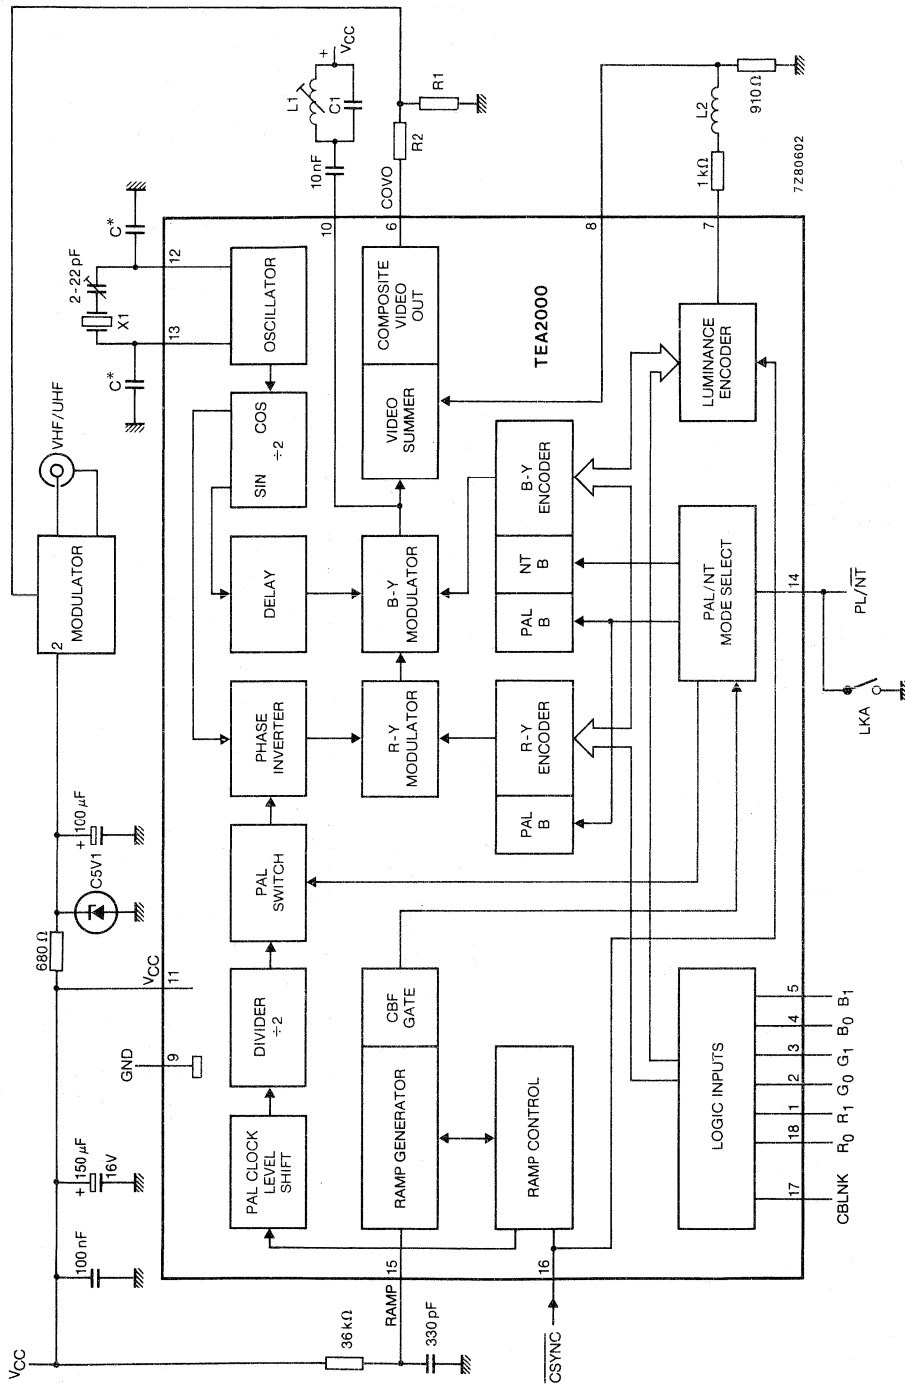 VCC
100 nF
+ 150 μF
16V
GND
9
VCC
11
680 Ω
C5V1
+ 100 μF
2
MODULATOR
VHF/UHF
C*
X1
2-22 pF
C*
13
12
L1
C1
+
VCC
10 nF
10
COVO
6
R2
R1
8
7
1 kΩ
L2
910 Ω
7Z80602
PAL CLOCK
LEVEL
SHIFT
DIVIDER
÷2
PAL
SWITCH
PHASE
INVERTER
DELAY
SIN
COS
÷2
OSCILLATOR
36 kΩ
RAMP
15
330 pF
RAMP GENERATOR
CBF
GATE
R-Y
MODULATOR
B-Y
MODULATOR
VIDEO
SUMMER
COMPOSITE
VIDEO
OUT
CSYNC
16
RAMP CONTROL
PAL
B
R-Y
ENCODER
PAL
B
NT
B
B-Y
ENCODER
TEA2000
LOGIC INPUTS
PAL/NT
MODE SELECT
LUMINANCE
ENCODER
17
18
1
2
3
4
5
14
CBLNK
R0
R1
G0
G1
B0
B1
LKA
PL/NT